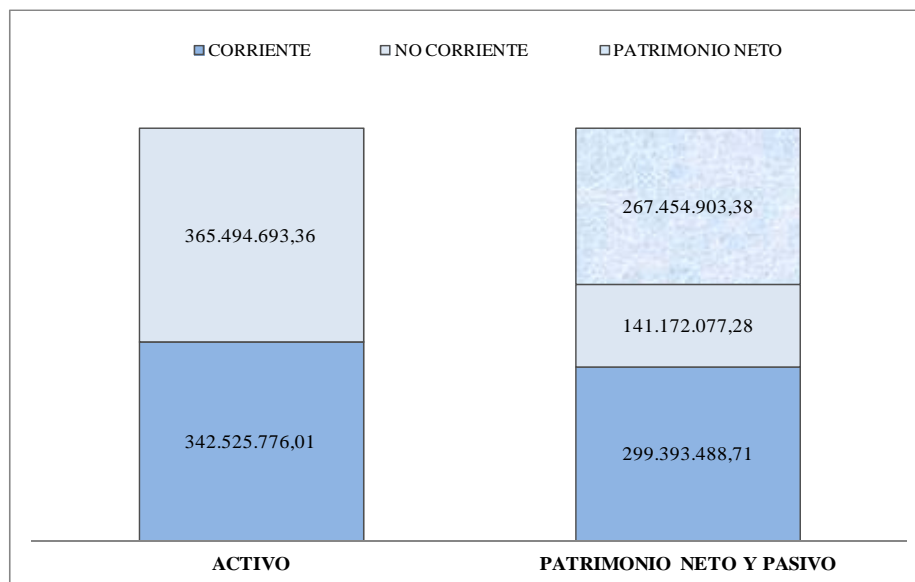 CORRIENTE NO CORRIENTE PATRIMONIO NETO
267.454.903,38
365.494.693,36
141.172.077,28
342.525.776,01
299.393.488,71
ACTIVO PATRIMONIO NETO Y PASIVO